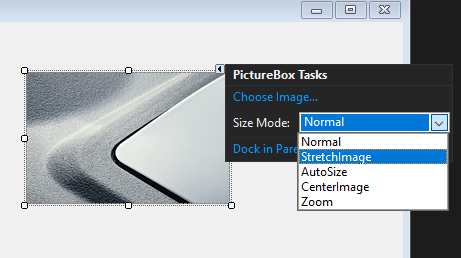 PictureBox Tasks
Choose Image...
Size Mode: Normal
Normal
StretchImage
Dock in Pare
AutoSize
CenterImage
Zoom